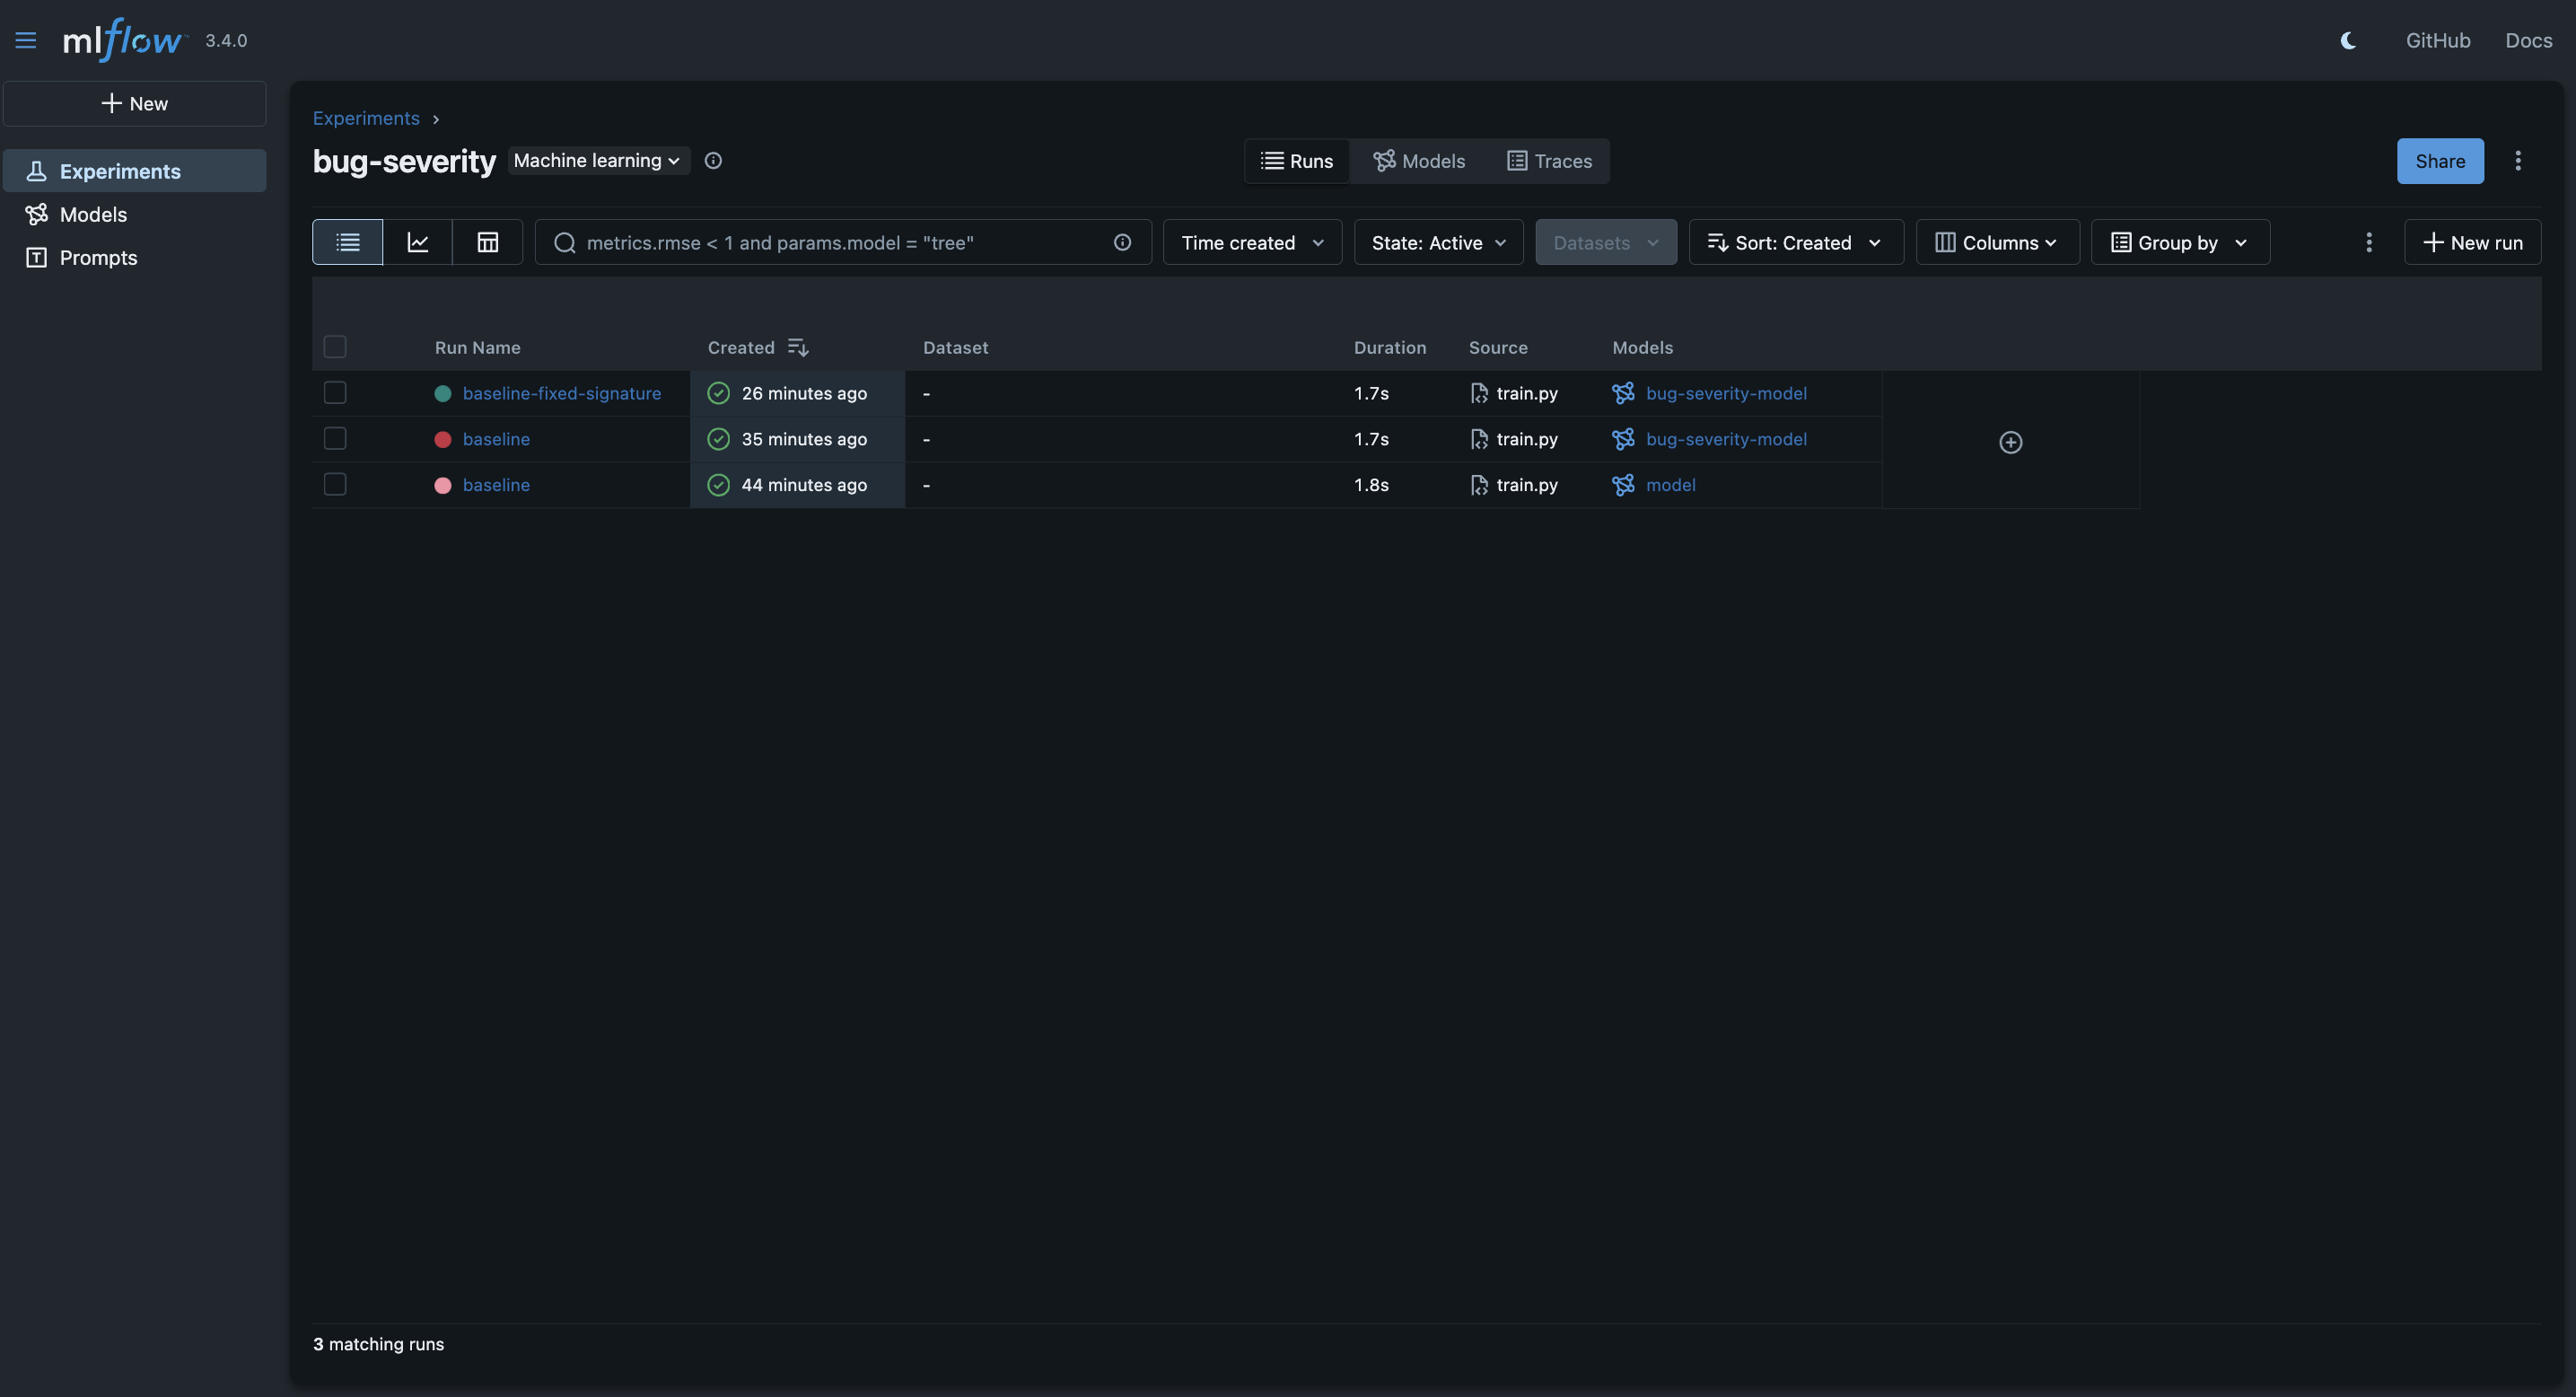 mlflow™ 3.4.0
GitHub Docs
New
Experiments
Models
Prompts
Experiments
bug-severity Machine learning
Runs Models Traces
Share
metrics.rmse < 1 and params.model = "tree"
Time created State: Active Datasets Sort: Created Columns Group by New run
Run Name Created Dataset Duration Source Models
baseline-fixed-signature 26 minutes ago - 1.7s train.py bug-severity-model
baseline 35 minutes ago - 1.7s train.py bug-severity-model
baseline 44 minutes ago - 1.8s train.py model
3 matching runs